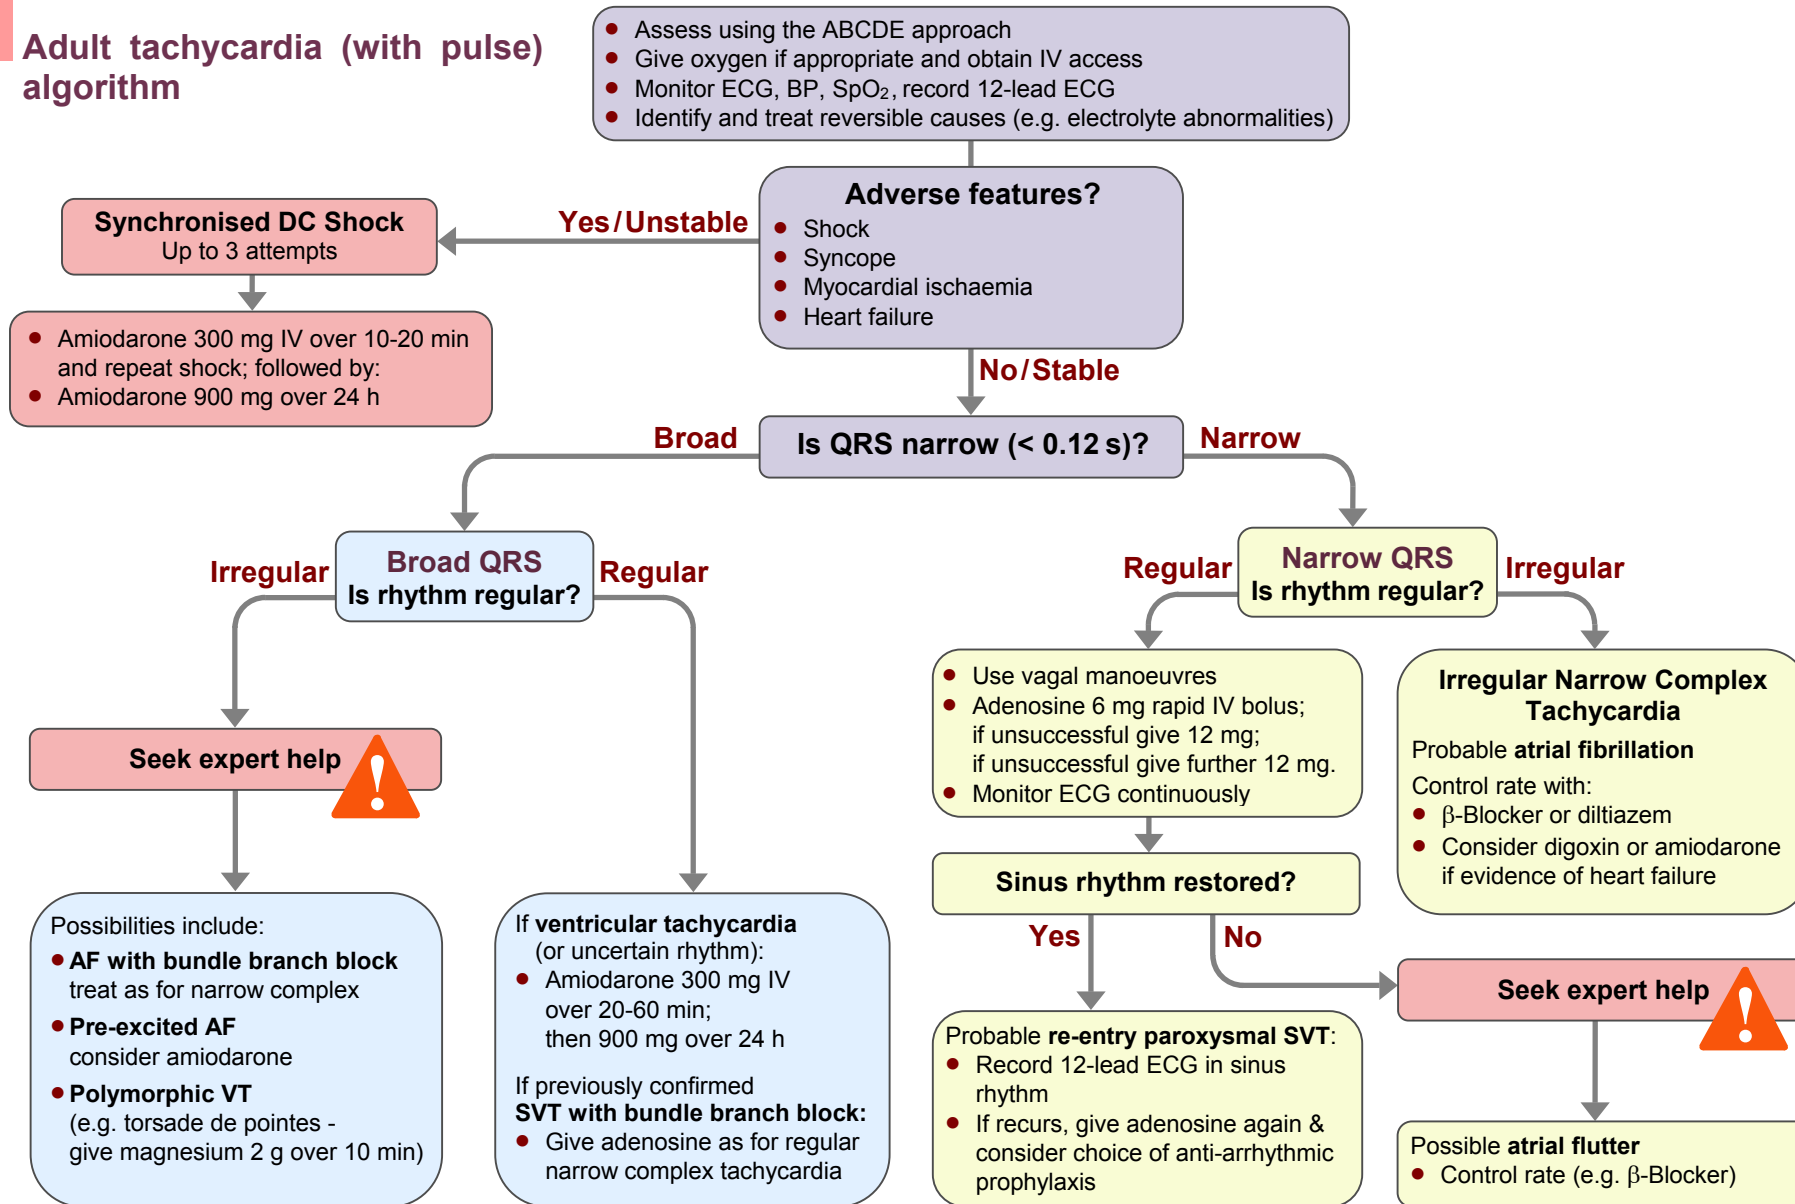 Adult tachycardia (with pulse)
algorithm
• Assess using the ABCDE approach
• Give oxygen if appropriate and obtain IV access
• Monitor ECG, BP, SpO₂, record 12-lead ECG
• Identify and treat reversible causes (e.g. electrolyte abnormalities)
Adverse features?
• Shock
• Syncope
• Myocardial ischaemia
• Heart failure
Yes/Unstable
Synchronised DC Shock
Up to 3 attempts
• Amiodarone 300 mg IV over 10-20 min
and repeat shock; followed by:
• Amiodarone 900 mg over 24 h
No/Stable
Is QRS narrow (< 0.12 s)?
Broad
Narrow
Broad QRS
Is rhythm regular?
Irregular
Regular
Seek expert help
!
Possibilities include:
• AF with bundle branch block
treat as for narrow complex
• Pre-excited AF
consider amiodarone
• Polymorphic VT
(e.g. torsade de pointes -
give magnesium 2 g over 10 min)
If ventricular tachycardia
(or uncertain rhythm):
• Amiodarone 300 mg IV
over 20-60 min;
then 900 mg over 24 h
If previously confirmed
SVT with bundle branch block:
• Give adenosine as for regular
narrow complex tachycardia
Narrow QRS
Is rhythm regular?
Regular
Irregular
• Use vagal manoeuvres
• Adenosine 6 mg rapid IV bolus;
if unsuccessful give 12 mg;
if unsuccessful give further 12 mg.
• Monitor ECG continuously
Sinus rhythm restored?
Yes
No
Probable re-entry paroxysmal SVT:
• Record 12-lead ECG in sinus
rhythm
• If recurs, give adenosine again &
consider choice of anti-arrhythmic
prophylaxis
Irregular Narrow Complex
Tachycardia
Probable atrial fibrillation
Control rate with:
• β-Blocker or diltiazem
• Consider digoxin or amiodarone
if evidence of heart failure
Seek expert help
!
Possible atrial flutter
• Control rate (e.g. β-Blocker)